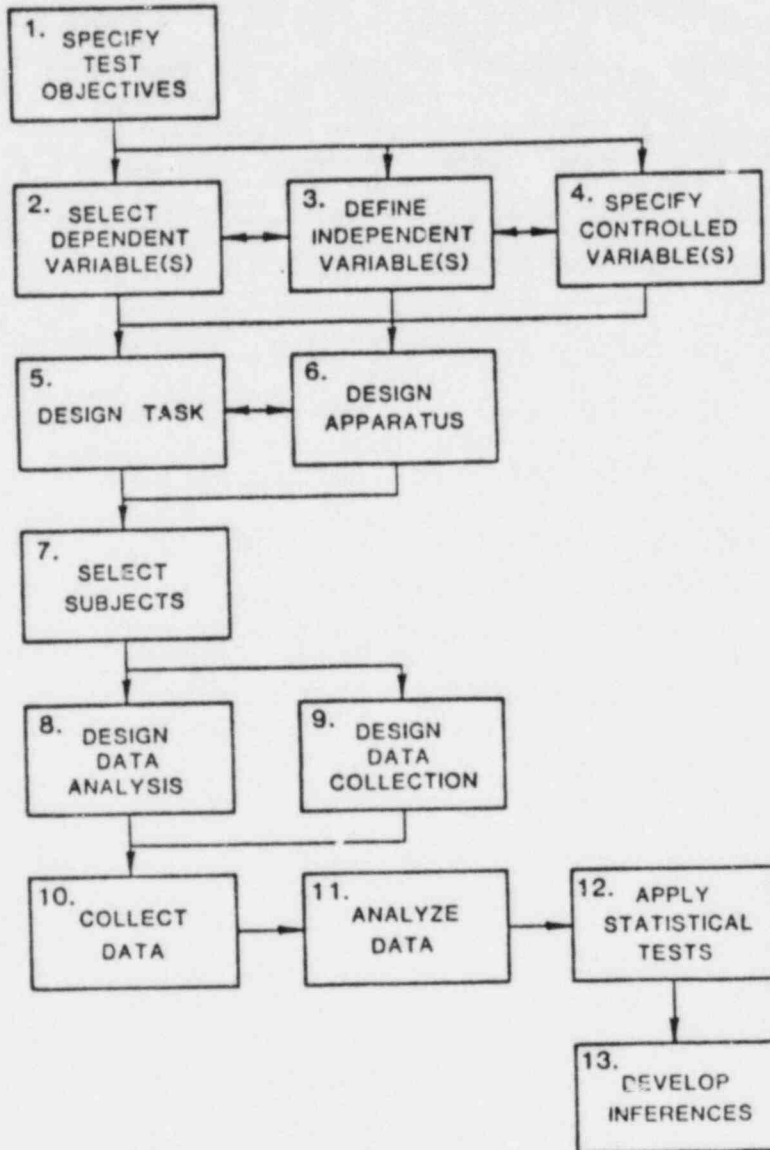 1. SPECIFY
TEST
OBJECTIVES
2. SELECT
DEPENDENT
VARIABLE(S)
3. DEFINE
INDEPENDENT
VARIABLE(S)
4. SPECIFY
CONTROLLED
VARIABLE(S)
5.
DESIGN TASK
6. DESIGN
APPARATUS
7.
SELECT
SUBJECTS
8. DESIGN
DATA
ANALYSIS
9. DESIGN
DATA
COLLECTION
10.
COLLECT
DATA
11. ANALYZE
DATA
12. APPLY
STATISTICAL
TESTS
13.
DEVELOP
INFERENCES